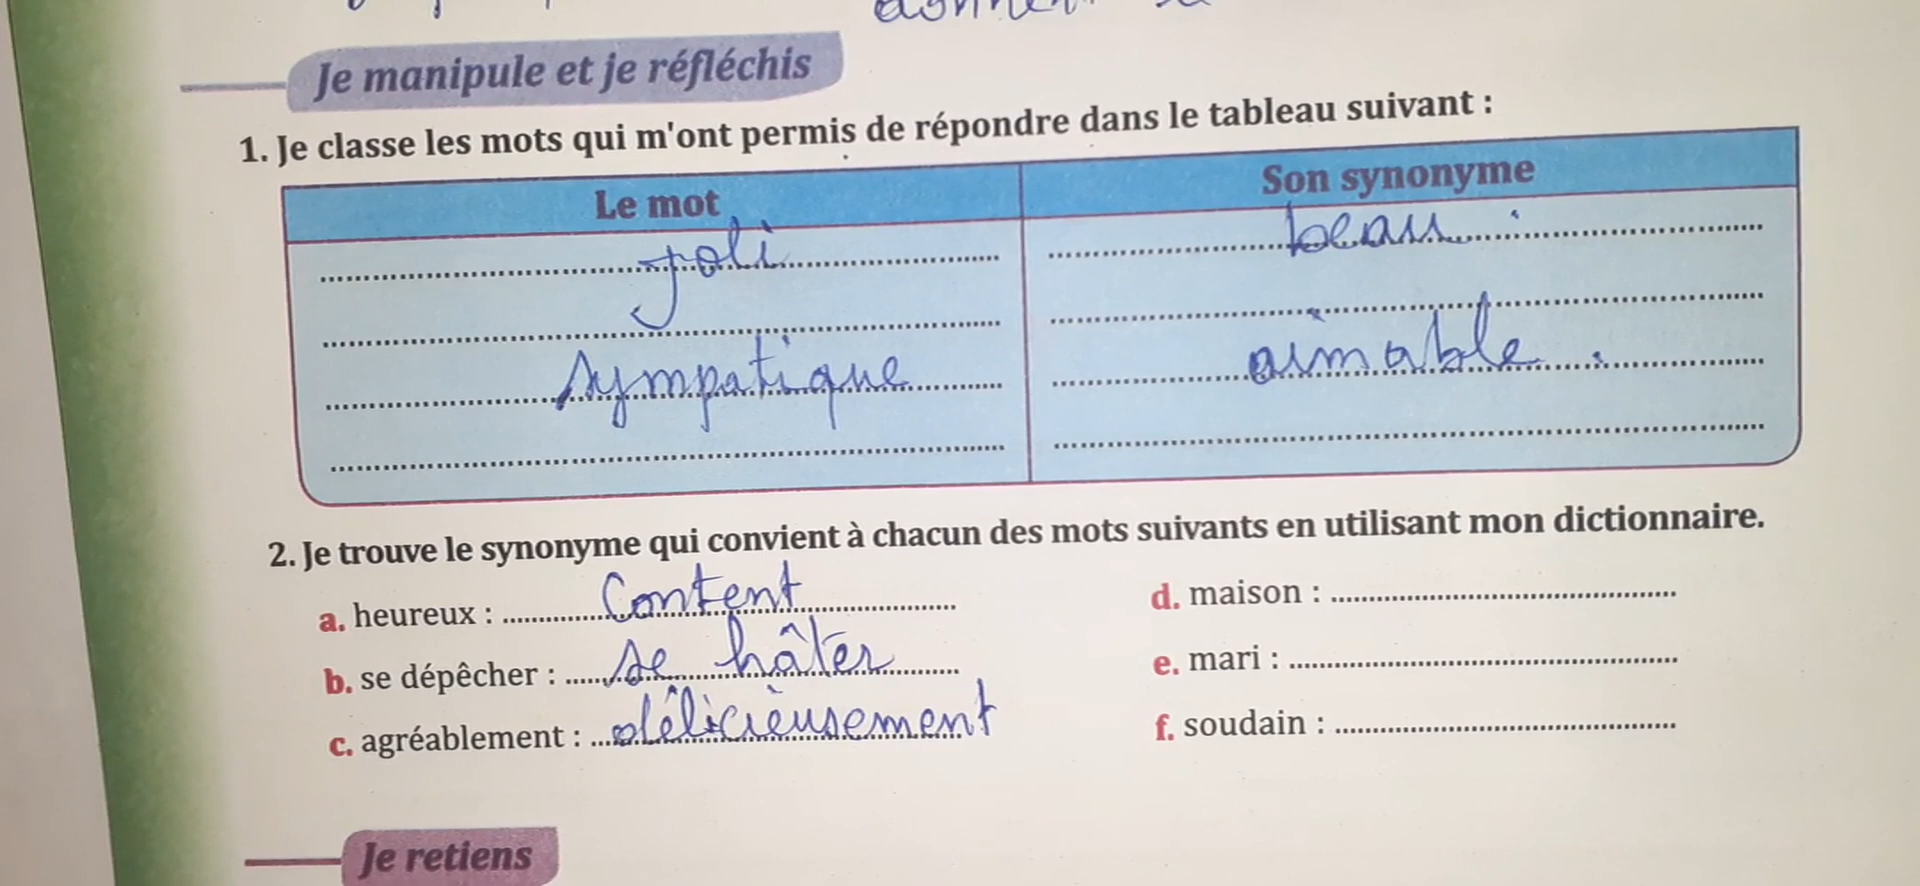 Je manipule et je réfléchis
1. Je classe les mots qui m'ont permis de répondre dans le tableau suivant :
Le mot Son synonyme
joli beau
sympatique aimable
2. Je trouve le synonyme qui convient à chacun des mots suivants en utilisant mon dictionnaire.
a. heureux : Content d. maison :
b. se dépêcher : se hâter e. mari :
c. agréablement : délicieusement f. soudain :
Je retiens